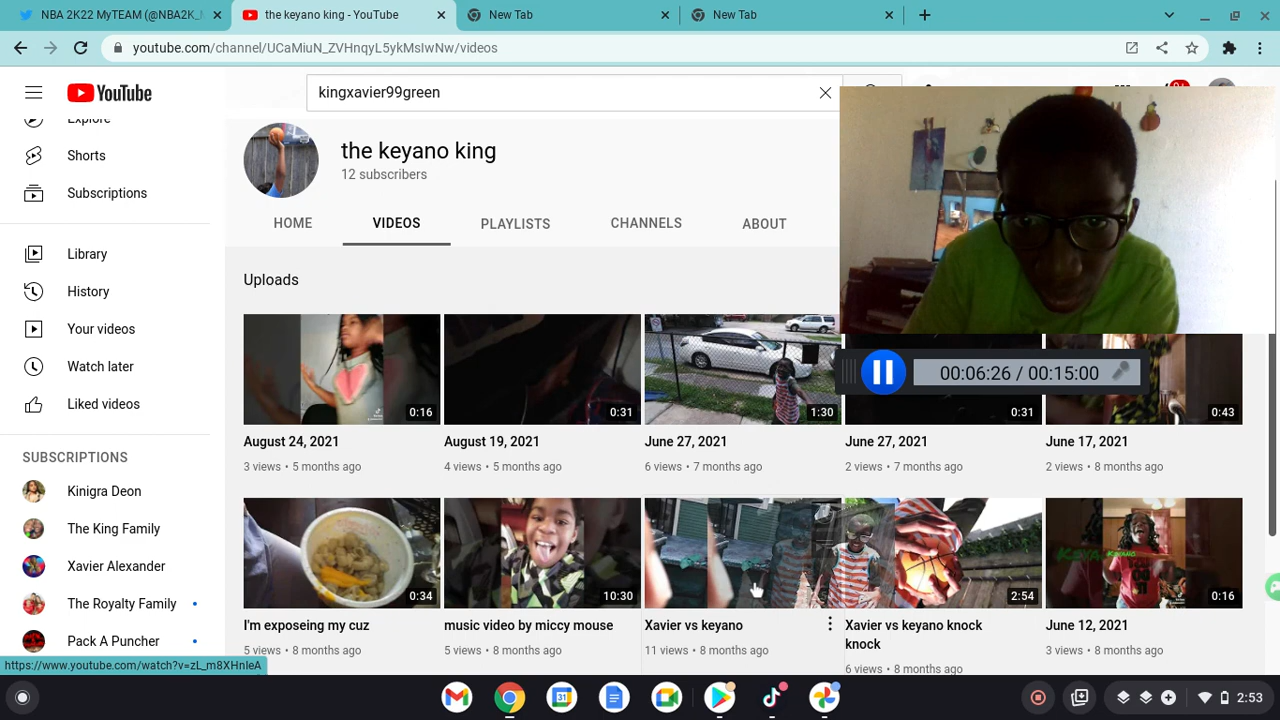 NBA 2K22 MyTEAM (@NBA2K_
the keyano king - YouTube
New Tab
New Tab
youtube.com/channel/UCaMiuN_ZVHnqyL5ykMsIwNw/videos
YouTube
kingxavier99green
Explore
Shorts
Subscriptions
Library
History
Your videos
Watch later
Liked videos
SUBSCRIPTIONS
Kinigra Deon
The King Family
Xavier Alexander
The Royalty Family
Pack A Puncher
the keyano king
12 subscribers
HOME VIDEOS PLAYLISTS CHANNELS ABOUT
Uploads
00:06:26 / 00:15:00
0:16 0:31 1:30 0:31 0:43
August 24, 2021
3 views • 5 months ago
August 19, 2021
4 views • 5 months ago
June 27, 2021
6 views • 7 months ago
June 27, 2021
2 views • 7 months ago
June 17, 2021
2 views • 8 months ago
0:34 10:30 2:54 0:16
I'm exposing my cuz
5 views • 8 months ago
music video by miccy mouse
5 views • 8 months ago
Xavier vs keyano
11 views • 8 months ago
Xavier vs keyano knock
knock
6 views • 8 months ago
June 12, 2021
3 views • 8 months ago
https://www.youtube.com/watch?v=zL_m8XHnIeA
2:53